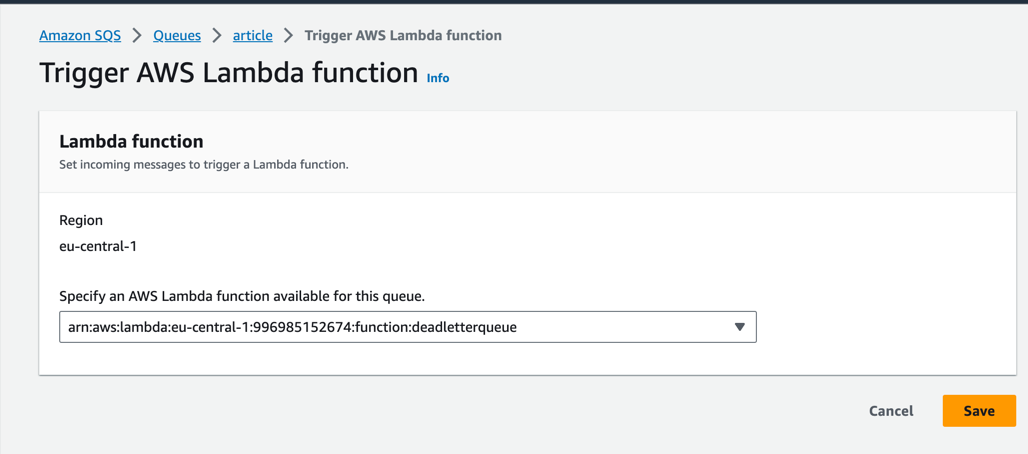 Amazon SQS > Queues > article > Trigger AWS Lambda function
Trigger AWS Lambda function Info
Lambda function
Set incoming messages to trigger a Lambda function.
Region
eu-central-1
Specify an AWS Lambda function available for this queue.
arn:aws:lambda:eu-central-1:996985152674:function:deadletterqueue
Cancel Save